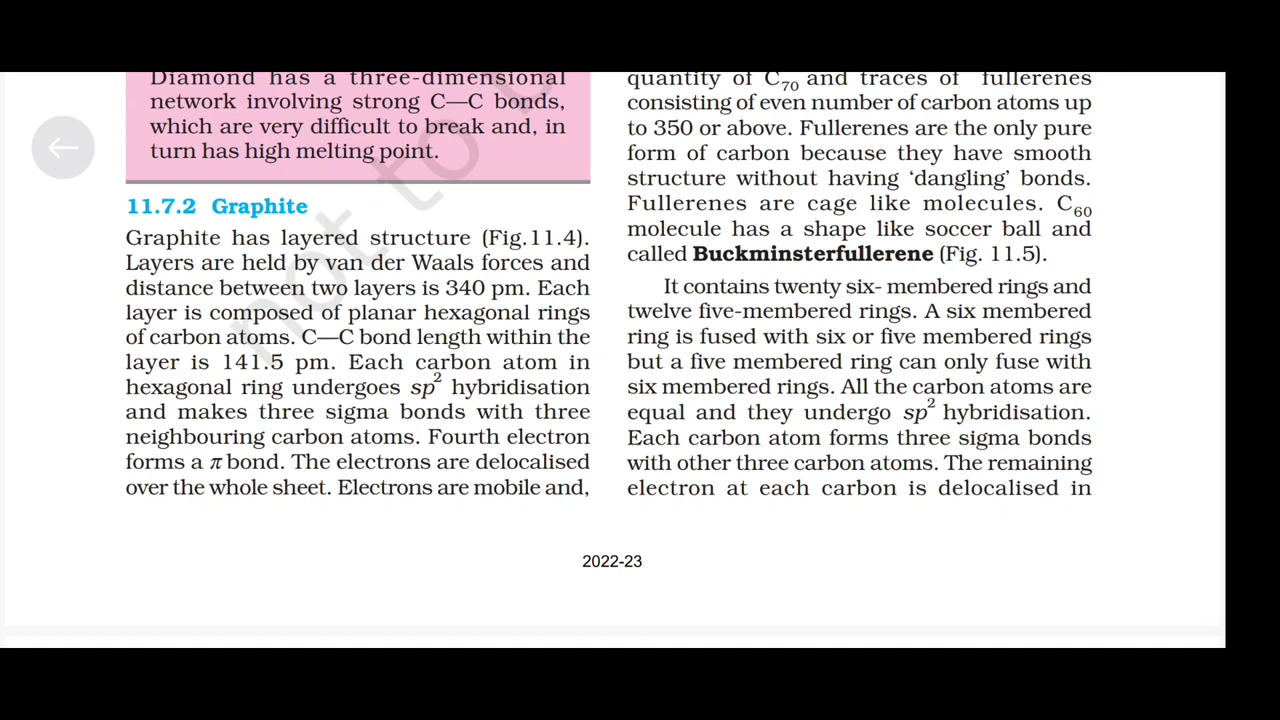 Diamond has a three-dimensional
network involving strong C—C bonds,
which are very difficult to break and, in
turn has high melting point.
11.7.2 Graphite
Graphite has layered structure (Fig.11.4).
Layers are held by van der Waals forces and
distance between two layers is 340 pm. Each
layer is composed of planar hexagonal rings
of carbon atoms. C—C bond length within the
layer is 141.5 pm. Each carbon atom in
hexagonal ring undergoes sp² hybridisation
and makes three sigma bonds with three
neighbouring carbon atoms. Fourth electron
forms a π bond. The electrons are delocalised
over the whole sheet. Electrons are mobile and,
quantity of C₇₀ and traces of fullerenes
consisting of even number of carbon atoms up
to 350 or above. Fullerenes are the only pure
form of carbon because they have smooth
structure without having ‘dangling’ bonds.
Fullerenes are cage like molecules. C₆₀
molecule has a shape like soccer ball and
called Buckminsterfullerene (Fig. 11.5).
It contains twenty six- membered rings and
twelve five-membered rings. A six membered
ring is fused with six or five membered rings
but a five membered ring can only fuse with
six membered rings. All the carbon atoms are
equal and they undergo sp² hybridisation.
Each carbon atom forms three sigma bonds
with other three carbon atoms. The remaining
electron at each carbon is delocalised in
2022-23
not to